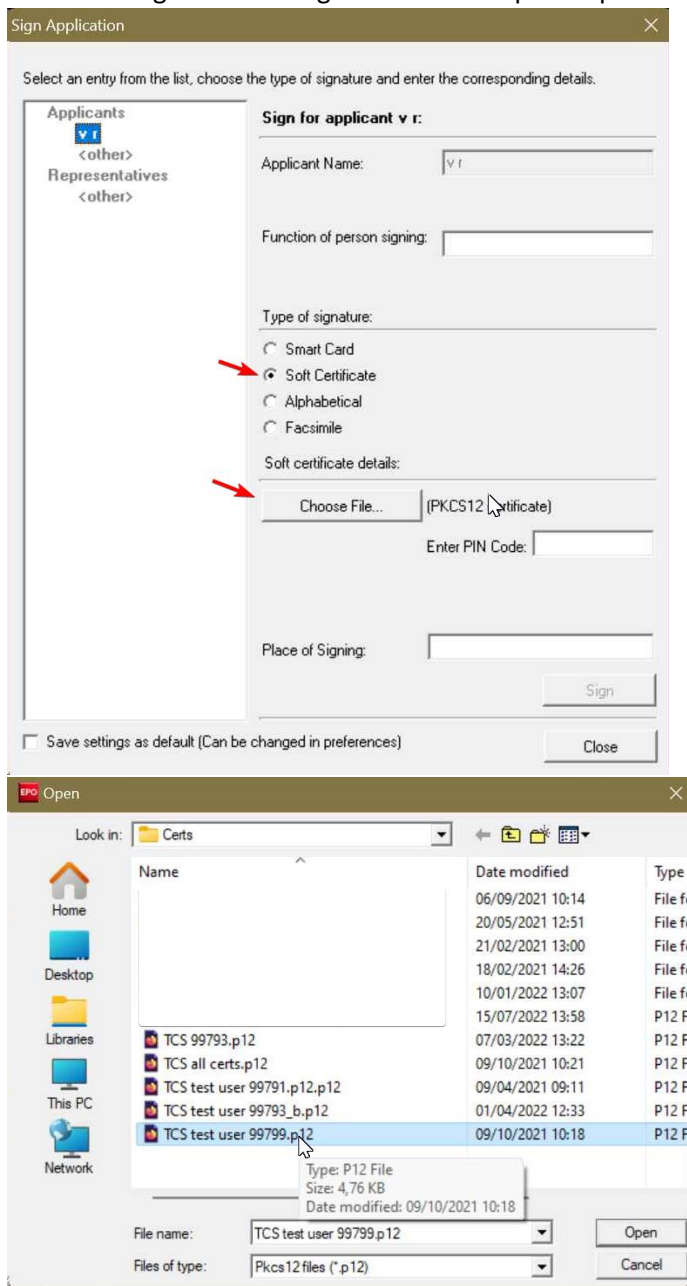 Sign Application
Select an entry from the list, choose the type of signature and enter the corresponding details.
Applicants
v r
<other>
Representatives
<other>
Sign for applicant v r:
Applicant Name: v r
Function of person signing:
Type of signature:
Smart Card
Soft Certificate
Alphabetical
Facsimile
Soft certificate details:
Choose File... (PKCS12
Enter PIN Code:
Place of Signing:
Sign
Save settings as default (Can be changed in preferences)
Close
EPO Open
Look in: Certs
Home
Desktop
Libraries
This PC
Network
Name Date modified Type
06/09/2021 10:14 File f
20/05/2021 12:51 File f
21/02/2021 13:00 File f
18/02/2021 14:26 File f
10/01/2022 13:07 File f
15/07/2022 13:58 P12 F
TCS 99793.p12 07/03/2022 13:22 P12 F
TCS all certs.p12 09/10/2021 10:21 P12 F
TCS test user 99791.p12.p12 09/04/2021 09:11 P12 F
TCS test user 99793_b.p12 01/04/2022 12:33 P12 F
TCS test user 99799.p12 09/10/2021 10:18 P12 F
Type: P12 File
Size: 4,76 KB
Date modified: 09/10/2021 10:18
File name: TCS test user 99799.p12 Open
Files of type: Pkcs12 files (*.p12) Cancel